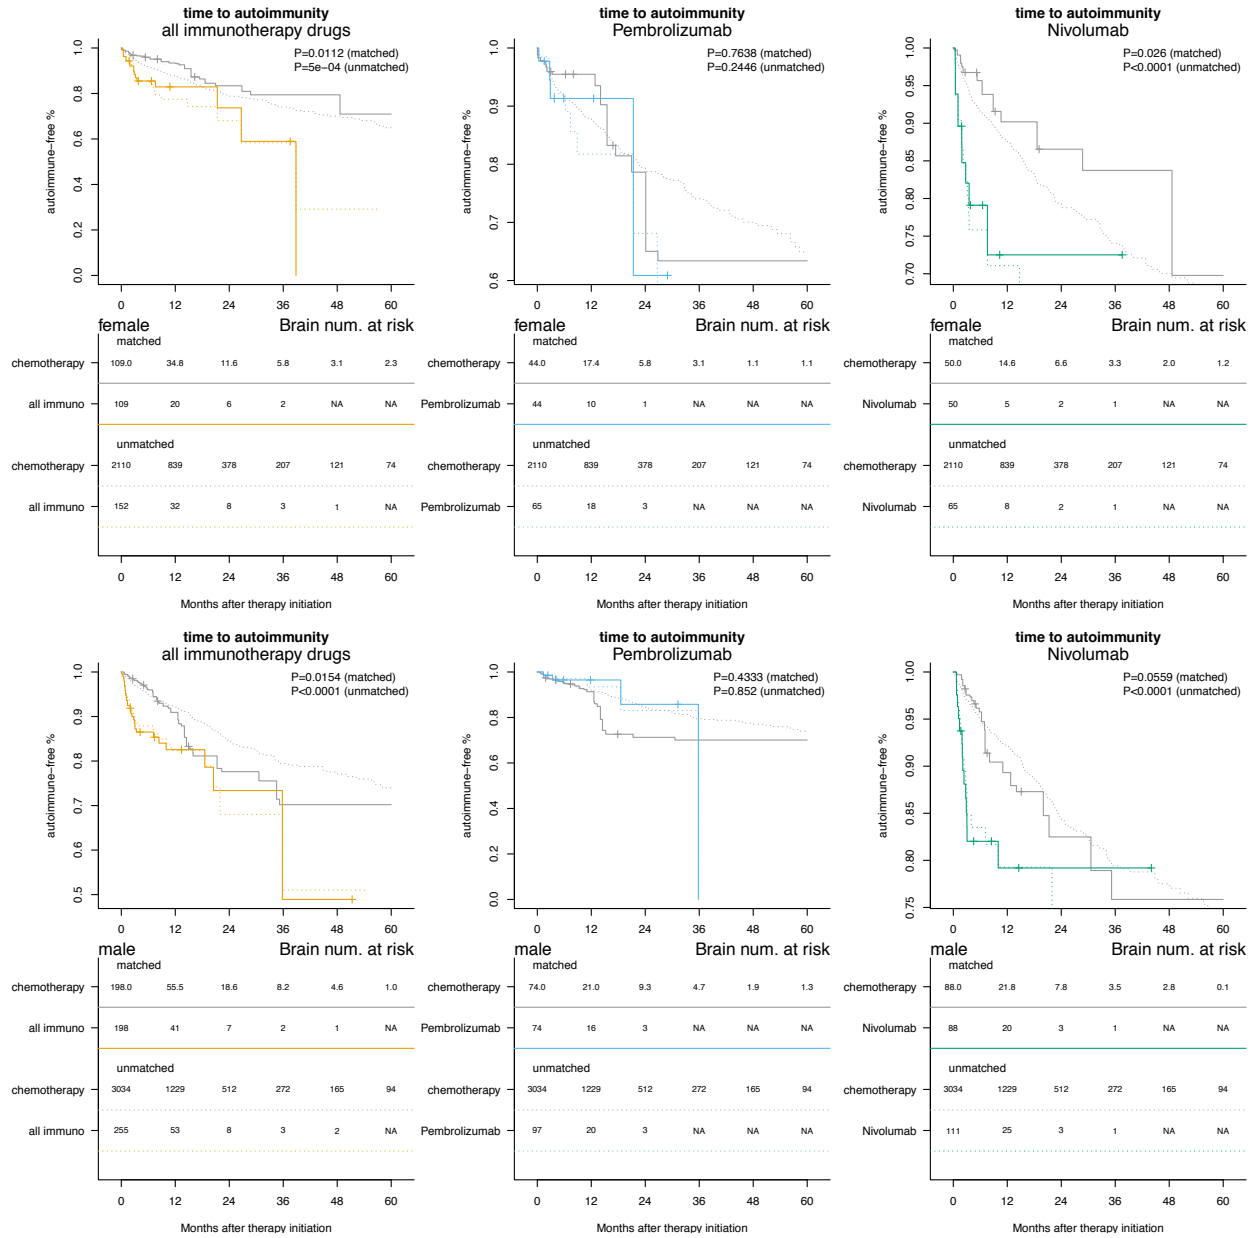 time to autoimmunity
all immunotherapy drugs
P=0.0112 (matched)
P=5e−04 (unmatched)
autoimmune−free %
1.0
0.8
0.6
0.4
0.2
0.0
0 12 24 36 48 60
female Brain num. at risk
matched
chemotherapy 109.0 34.8 11.6 5.8 3.1 2.3
all immuno 109 20 6 2 NA NA
unmatched
chemotherapy 2110 839 378 207 121 74
all immuno 152 32 8 3 1 NA
0 12 24 36 48 60
Months after therapy initiation
time to autoimmunity
Pembrolizumab
P=0.7638 (matched)
P=0.2446 (unmatched)
autoimmune−free %
1.0
0.9
0.8
0.7
0.6
0 12 24 36 48 60
female Brain num. at risk
matched
chemotherapy 44.0 17.4 5.8 3.1 1.1 1.1
Pembrolizumab 44 10 1 NA NA NA
unmatched
chemotherapy 2110 839 378 207 121 74
Pembrolizumab 65 18 3 NA NA NA
0 12 24 36 48 60
Months after therapy initiation
time to autoimmunity
Nivolumab
P=0.026 (matched)
P<0.0001 (unmatched)
autoimmune−free %
1.00
0.95
0.90
0.85
0.80
0.75
0.70
0 12 24 36 48 60
female Brain num. at risk
matched
chemotherapy 50.0 14.6 6.6 3.3 2.0 1.2
Nivolumab 50 5 2 1 NA NA
unmatched
chemotherapy 2110 839 378 207 121 74
Nivolumab 65 8 2 1 NA NA
0 12 24 36 48 60
Months after therapy initiation
time to autoimmunity
all immunotherapy drugs
P=0.0154 (matched)
P<0.0001 (unmatched)
autoimmune−free %
1.0
0.9
0.8
0.7
0.6
0.5
0 12 24 36 48 60
male Brain num. at risk
matched
chemotherapy 198.0 55.5 18.6 8.2 4.6 1.0
all immuno 198 41 7 2 1 NA
unmatched
chemotherapy 3034 1229 512 272 165 94
all immuno 255 53 8 3 2 NA
0 12 24 36 48 60
Months after therapy initiation
time to autoimmunity
Pembrolizumab
P=0.4333 (matched)
P=0.852 (unmatched)
autoimmune−free %
1.0
0.8
0.6
0.4
0.2
0.0
0 12 24 36 48 60
male Brain num. at risk
matched
chemotherapy 74.0 21.0 9.3 4.7 1.9 1.3
Pembrolizumab 74 16 3 NA NA NA
unmatched
chemotherapy 3034 1229 512 272 165 94
Pembrolizumab 97 20 3 NA NA NA
0 12 24 36 48 60
Months after therapy initiation
time to autoimmunity
Nivolumab
P=0.0559 (matched)
P<0.0001 (unmatched)
autoimmune−free %
1.00
0.95
0.90
0.85
0.80
0.75
0 12 24 36 48 60
male Brain num. at risk
matched
chemotherapy 88.0 21.8 7.8 3.5 2.8 0.1
Nivolumab 88 20 3 1 NA NA
unmatched
chemotherapy 3034 1229 512 272 165 94
Nivolumab 111 25 3 1 NA NA
0 12 24 36 48 60
Months after therapy initiation